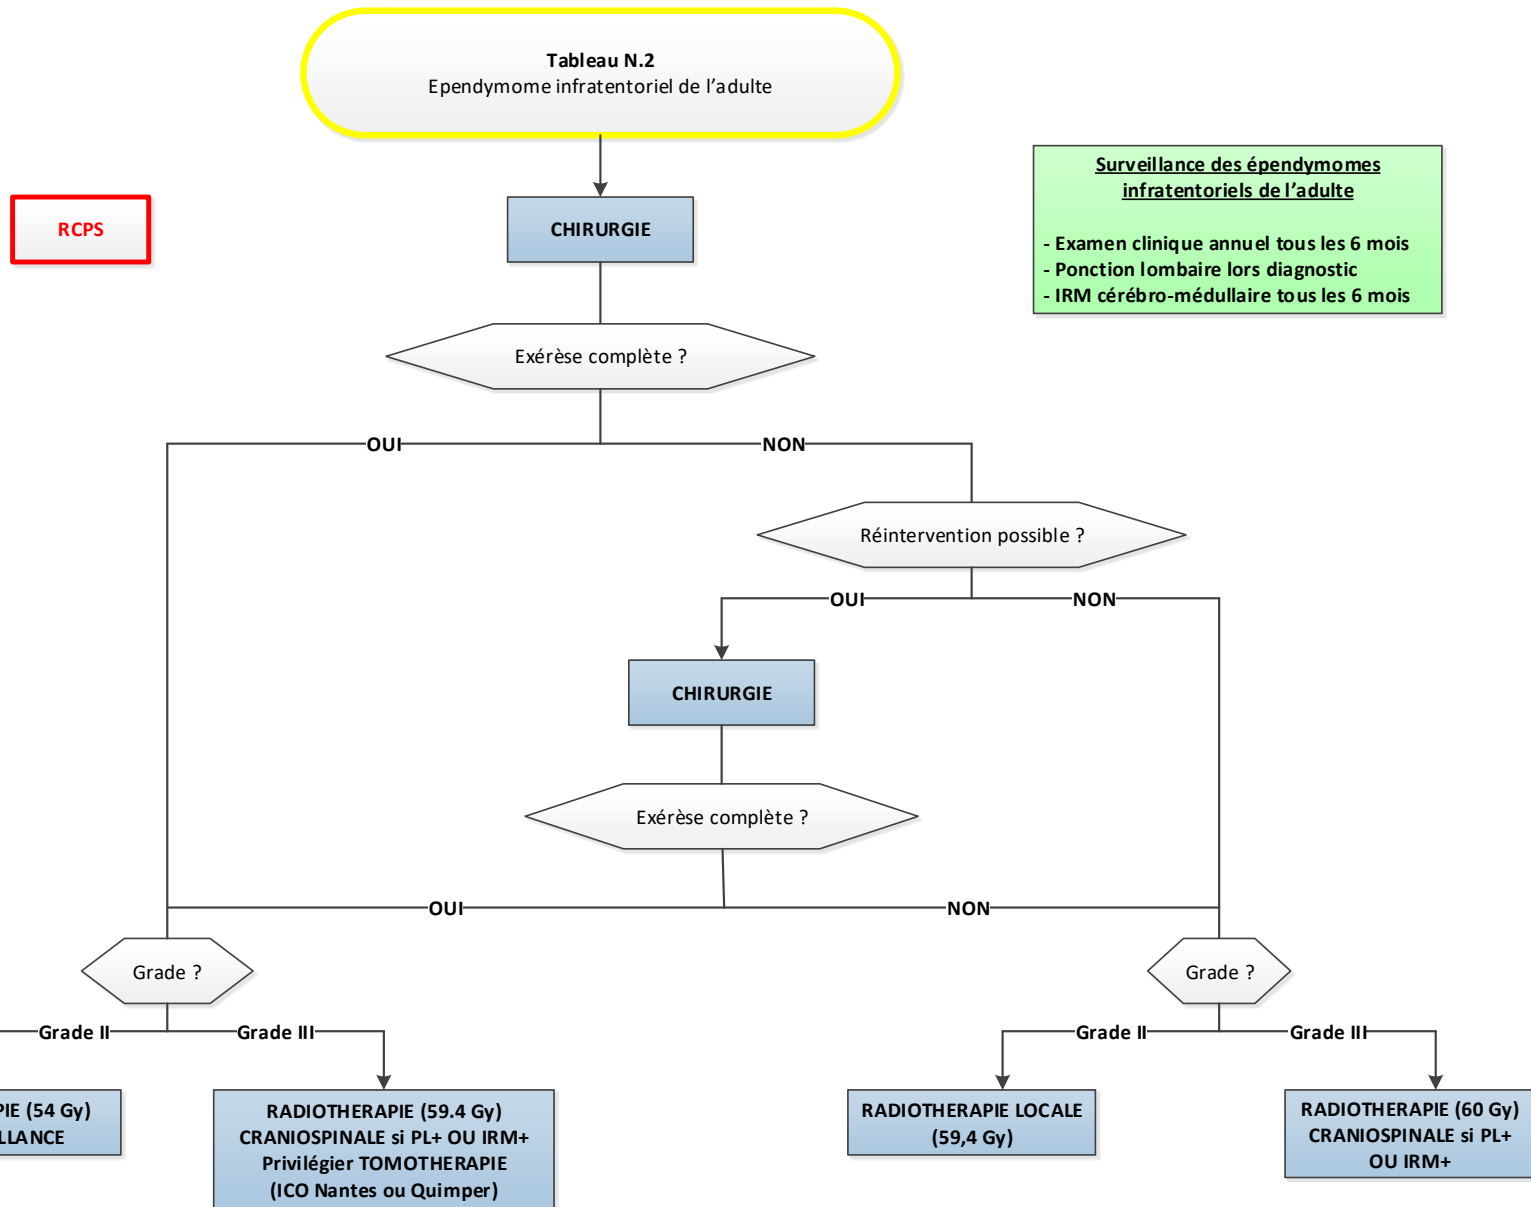 Tableau N.2
Ependymome infratentoriel de l'adulte
RCPS
CHIRURGIE
Surveillance des épendymomes
infratentoriels de l'adulte
- Examen clinique annuel tous les 6 mois
- Ponction lombaire lors diagnostic
- IRM cérébro-médullaire tous les 6 mois
Exérèse complète ?
OUI
NON
Réintervention possible ?
OUI
NON
CHIRURGIE
Exérèse complète ?
OUI
NON
Grade ?
Grade ?
Grade II
Grade III
Grade II
Grade III
PIE (54 Gy)
LLANCE
RADIOTHERAPIE (59.4 Gy)
CRANIOSPINALE si PL+ OU IRM+
Privilégier TOMOTHERAPIE
(ICO Nantes ou Quimper)
RADIOTHERAPIE LOCALE
(59,4 Gy)
RADIOTHERAPIE (60 Gy)
CRANIOSPINALE si PL+
OU IRM+